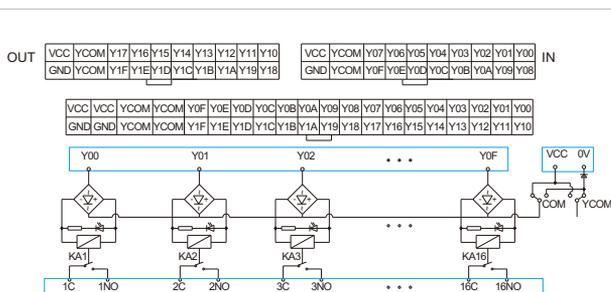 OUT VCC YCOM Y17 Y16 Y15 Y14 Y13 Y12 Y11 Y10
GND YCOM Y1F Y1E Y1D Y1C Y1B Y1A Y19 Y18
VCC YCOM Y07 Y06 Y05 Y04 Y03 Y02 Y01 Y00 IN
GND YCOM Y0F Y0E Y0D Y0C Y0B Y0A Y09 Y08
VCC VCC YCOM YCOM Y0F Y0E Y0D Y0C Y0B Y0A Y09 Y08 Y07 Y06 Y05 Y04 Y03 Y02 Y01 Y00
GND GND YCOM YCOM Y1F Y1E Y1D Y1C Y1B Y1A Y19 Y18 Y17 Y16 Y15 Y14 Y13 Y12 Y11 Y10
Y00 Y01 Y02 • • • Y0F VCC 0V
COM YCOM
• • •
KA1 KA2 KA3 KA16
1C 1NO 2C 2NO 3C 3NO • • • 16C 16NO